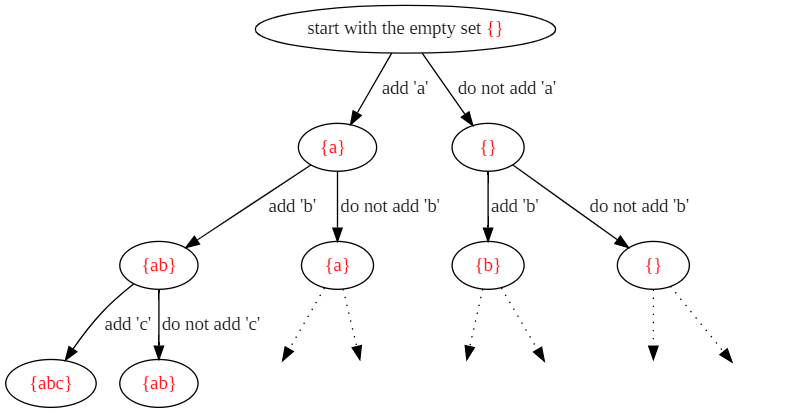 start with the empty set {}
add 'a'
do not add 'a'
{a}
{}
add 'b'
do not add 'b'
add 'b'
do not add 'b'
{ab}
{a}
{b}
{}
add 'c'
do not add 'c'
{abc}
{ab}